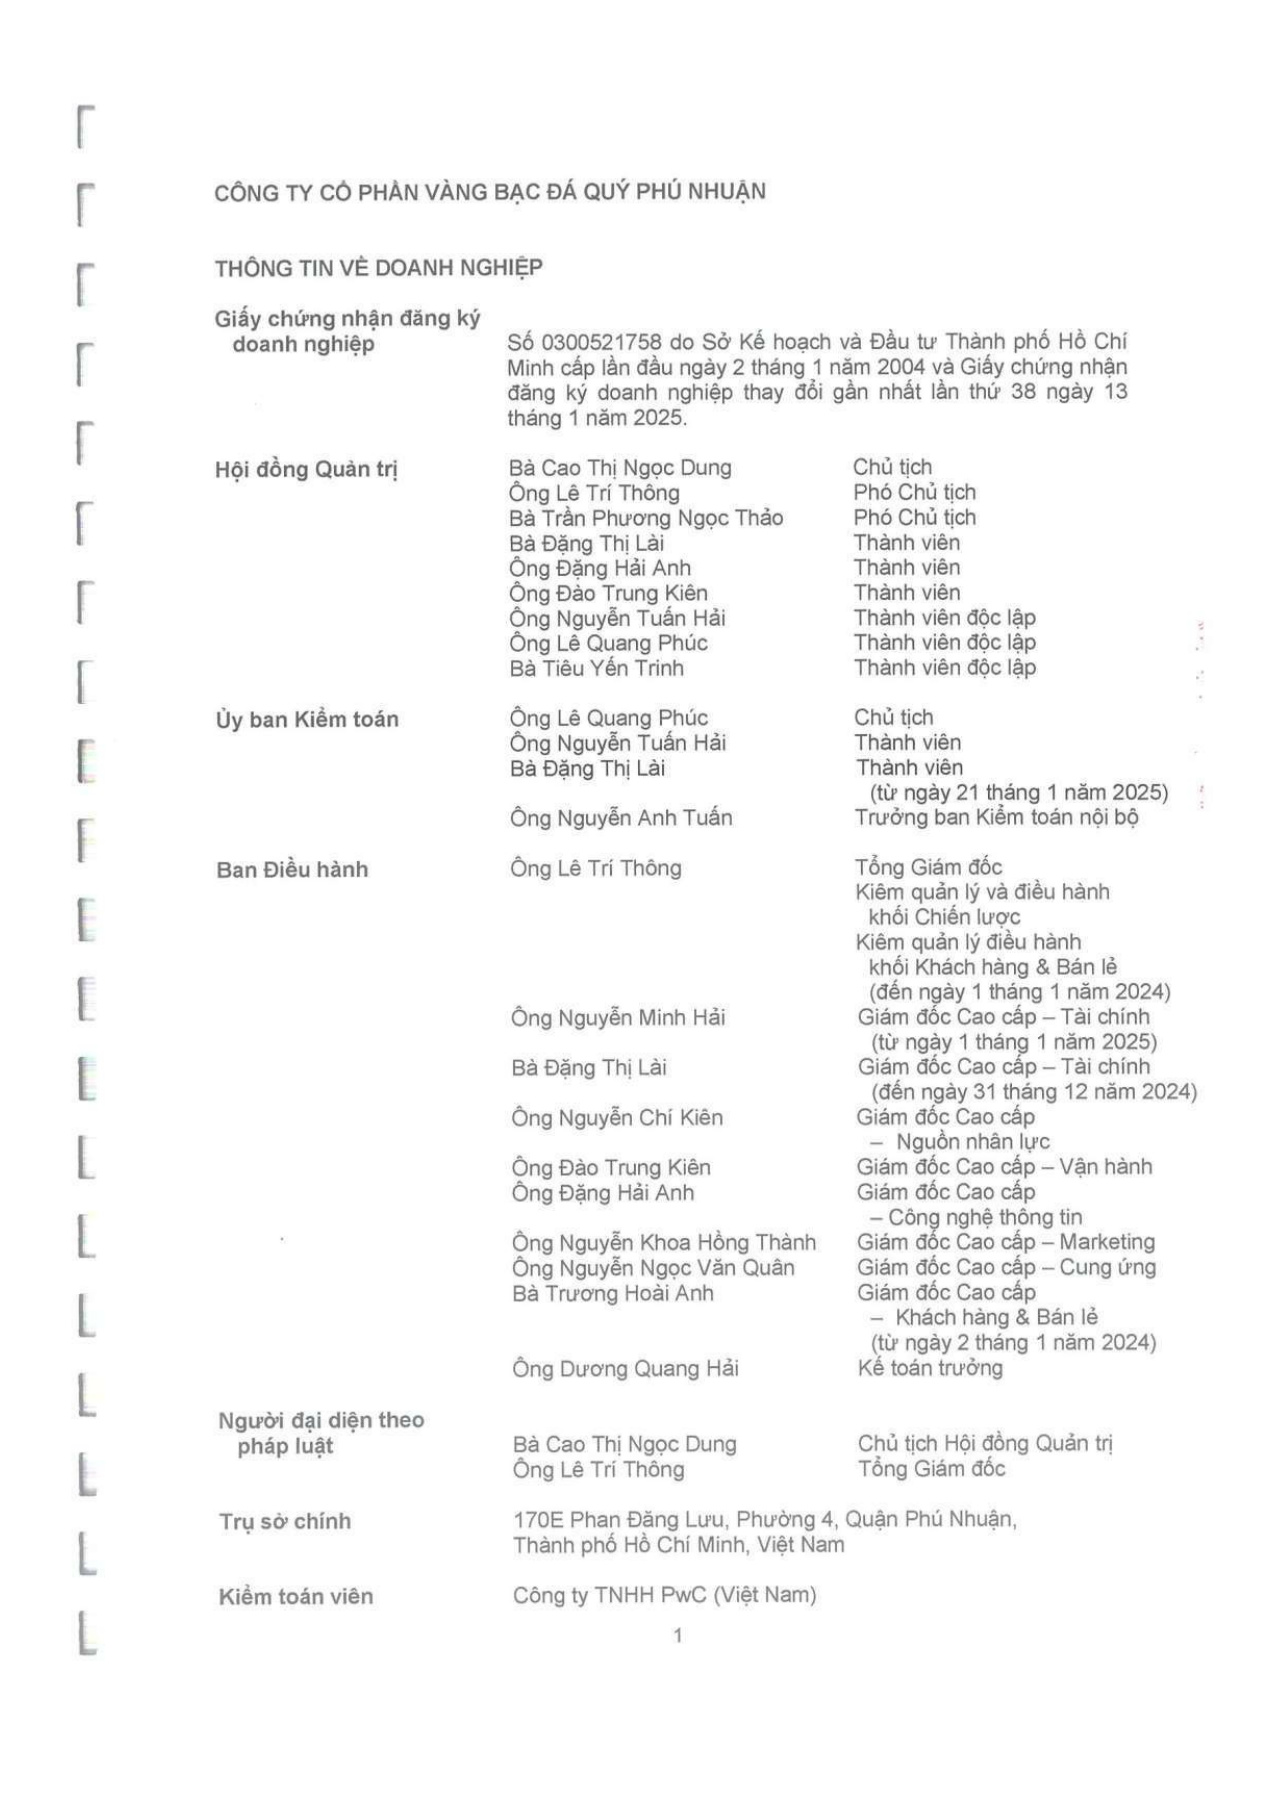 CÔNG TY CỔ PHẦN VÀNG BẠC ĐÁ QUÝ PHÚ NHUẬN
THÔNG TIN VỀ DOANH NGHIỆP
Giấy chứng nhận đăng ký
doanh nghiệp
Số 0300521758 do Sở Kế hoạch và Đầu tư Thành phố Hồ Chí
Minh cấp lần đầu ngày 2 tháng 1 năm 2004 và Giấy chứng nhận
đăng ký doanh nghiệp thay đổi gần nhất lần thứ 38 ngày 13
tháng 1 năm 2025.
Hội đồng Quản trị Bà Cao Thị Ngọc Dung Chủ tịch
Ông Lê Trí Thông Phó Chủ tịch
Bà Trần Phương Ngọc Thảo Phó Chủ tịch
Bà Đặng Thị Lài Thành viên
Ông Đặng Hải Anh Thành viên
Ông Đào Trung Kiên Thành viên
Ông Nguyễn Tuấn Hải Thành viên độc lập
Ông Lê Quang Phúc Thành viên độc lập
Bà Tiêu Yến Trinh Thành viên độc lập
Ủy ban Kiểm toán Ông Lê Quang Phúc Chủ tịch
Ông Nguyễn Tuấn Hải Thành viên
Bà Đặng Thị Lài Thành viên
(từ ngày 21 tháng 1 năm 2025)
Ông Nguyễn Anh Tuấn Trưởng ban Kiểm toán nội bộ
Ban Điều hành Ông Lê Trí Thông Tổng Giám đốc
Kiêm quản lý và điều hành
khối Chiến lược
Kiêm quản lý điều hành
khối Khách hàng & Bán lẻ
(đến ngày 1 tháng 1 năm 2024)
Ông Nguyễn Minh Hải Giám đốc Cao cấp – Tài chính
(từ ngày 1 tháng 1 năm 2025)
Bà Đặng Thị Lài Giám đốc Cao cấp – Tài chính
(đến ngày 31 tháng 12 năm 2024)
Ông Nguyễn Chí Kiên Giám đốc Cao cấp
– Nguồn nhân lực
Ông Đào Trung Kiên Giám đốc Cao cấp – Vận hành
Ông Đặng Hải Anh Giám đốc Cao cấp
– Công nghệ thông tin
Ông Nguyễn Khoa Hồng Thành Giám đốc Cao cấp – Marketing
Ông Nguyễn Ngọc Văn Quân Giám đốc Cao cấp – Cung ứng
Bà Trương Hoài Anh Giám đốc Cao cấp
– Khách hàng & Bán lẻ
(từ ngày 2 tháng 1 năm 2024)
Ông Dương Quang Hải Kế toán trưởng
Người đại diện theo
pháp luật Bà Cao Thị Ngọc Dung Chủ tịch Hội đồng Quản trị
Ông Lê Trí Thông Tổng Giám đốc
Trụ sở chính 170E Phan Đăng Lưu, Phường 4, Quận Phú Nhuận,
Thành phố Hồ Chí Minh, Việt Nam
Kiểm toán viên Công ty TNHH PwC (Việt Nam)
1